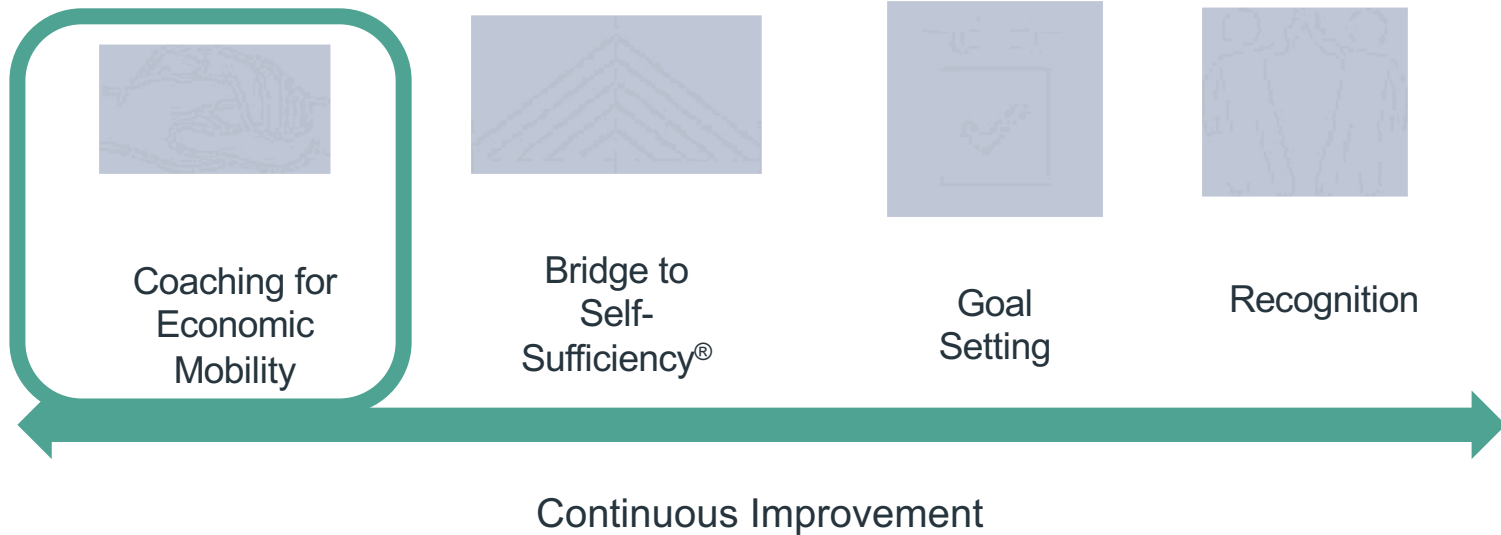 Coaching for
Economic
Mobility
Bridge to
Self-
Sufficiency®
Goal
Setting
Recognition
Continuous Improvement